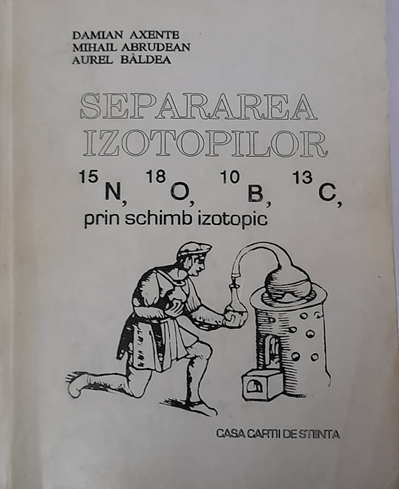 DAMIAN AXENTE
MIHAIL ABRUDEAN
AUREL BÂLDEA
SEPARAREA
IZOTOPILOR
¹⁵N, ¹⁸O, ¹⁰B, ¹³C,
prin schimb izotopic
CASA CARTII DE STIINTA